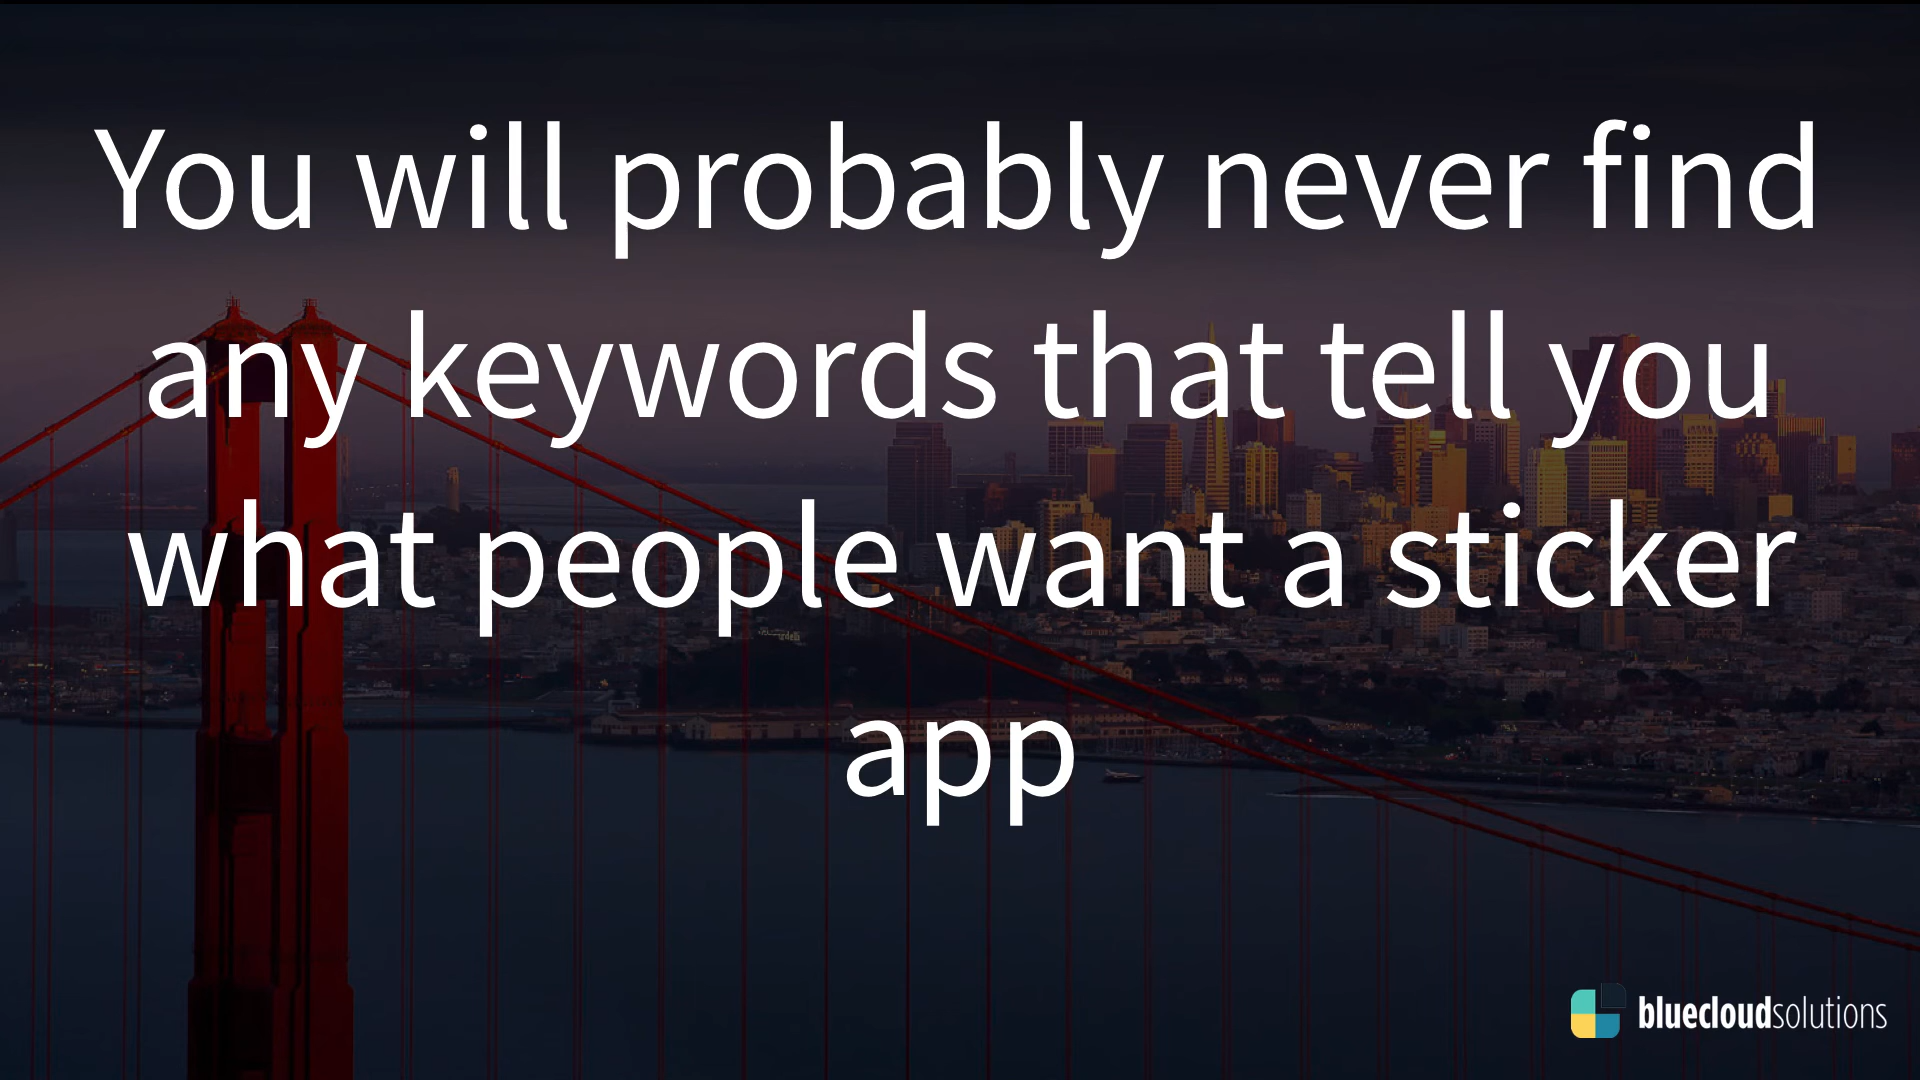 You will probably never find
any keywords that tell you
what people want a sticker
app
bluecloudsolutions